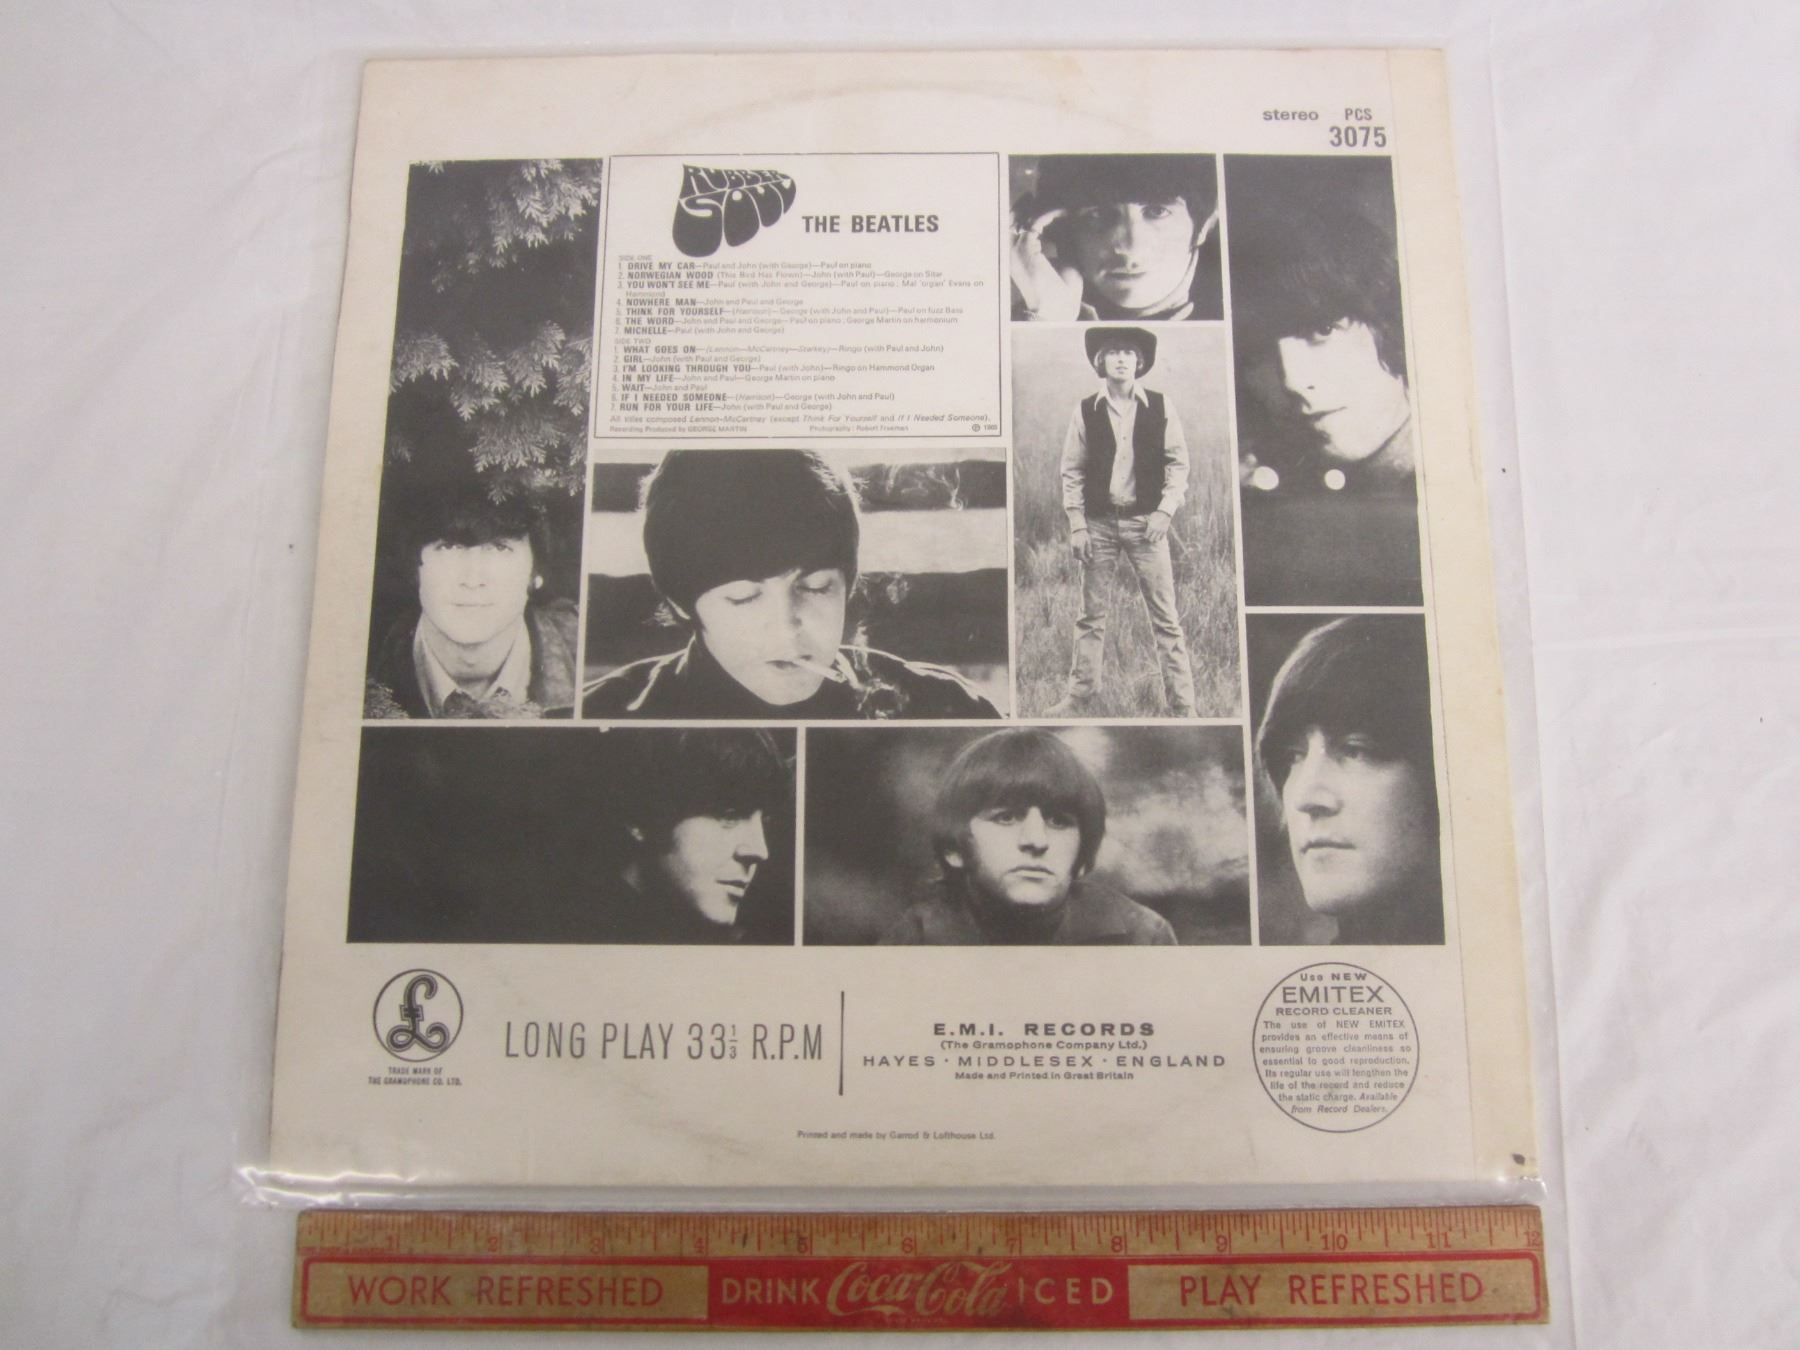 stereo PCS
3075
RUBBER
SOUL
THE BEATLES
SIDE ONE
1. DRIVE MY CAR—Paul and John (with George)—Paul on piano
2. NORWEGIAN WOOD (This Bird Has Flown)—John (with Paul)—George on Sitar
3. YOU WON'T SEE ME—Paul (with John and George)—Paul on piano; Mal 'organ' Evans on
Hammond
4. NOWHERE MAN—John and Paul and George
5. THINK FOR YOURSELF—(Harrison)—George (with John and Paul)—Paul on fuzz Bass
6. THE WORD—John and Paul and George—Paul on piano; George Martin on harmonium
7. MICHELLE—Paul (with John and George)
SIDE TWO
1. WHAT GOES ON—(Lennon—McCartney—Starkey)—Ringo (with Paul and John)
2. GIRL—John (with Paul and George)
3. I'M LOOKING THROUGH YOU—Paul (with John)—Ringo on Hammond Organ
4. IN MY LIFE—John and Paul—George Martin on piano
5. WAIT—John and Paul
6. IF I NEEDED SOMEONE—(Harrison)—George (with John and Paul)
7. RUN FOR YOUR LIFE—John (with Paul and George)
All titles composed Lennon-McCartney (except Think For Yourself and If I Needed Someone).
Recording Produced by GEORGE MARTIN Photography: Robert Freeman ℗ 1965
£
TRADE MARK OF
THE GRAMOPHONE CO. LTD.
LONG PLAY 33⅓ R.P.M
E.M.I. RECORDS
(The Gramophone Company Ltd.)
HAYES · MIDDLESEX · ENGLAND
Made and Printed in Great Britain
Use NEW
EMITEX
RECORD CLEANER
The use of NEW EMITEX
provides an effective means of
ensuring groove cleanliness so
essential to good reproduction.
Its regular use will lengthen the
life of the record and reduce
the static charge. Available
from Record Dealers.
Printed and made by Garrod & Lofthouse Ltd.
1 2 3 4 5 6 7 8 9 10 11 12
WORK REFRESHED DRINK Coca-Cola ICED PLAY REFRESHED